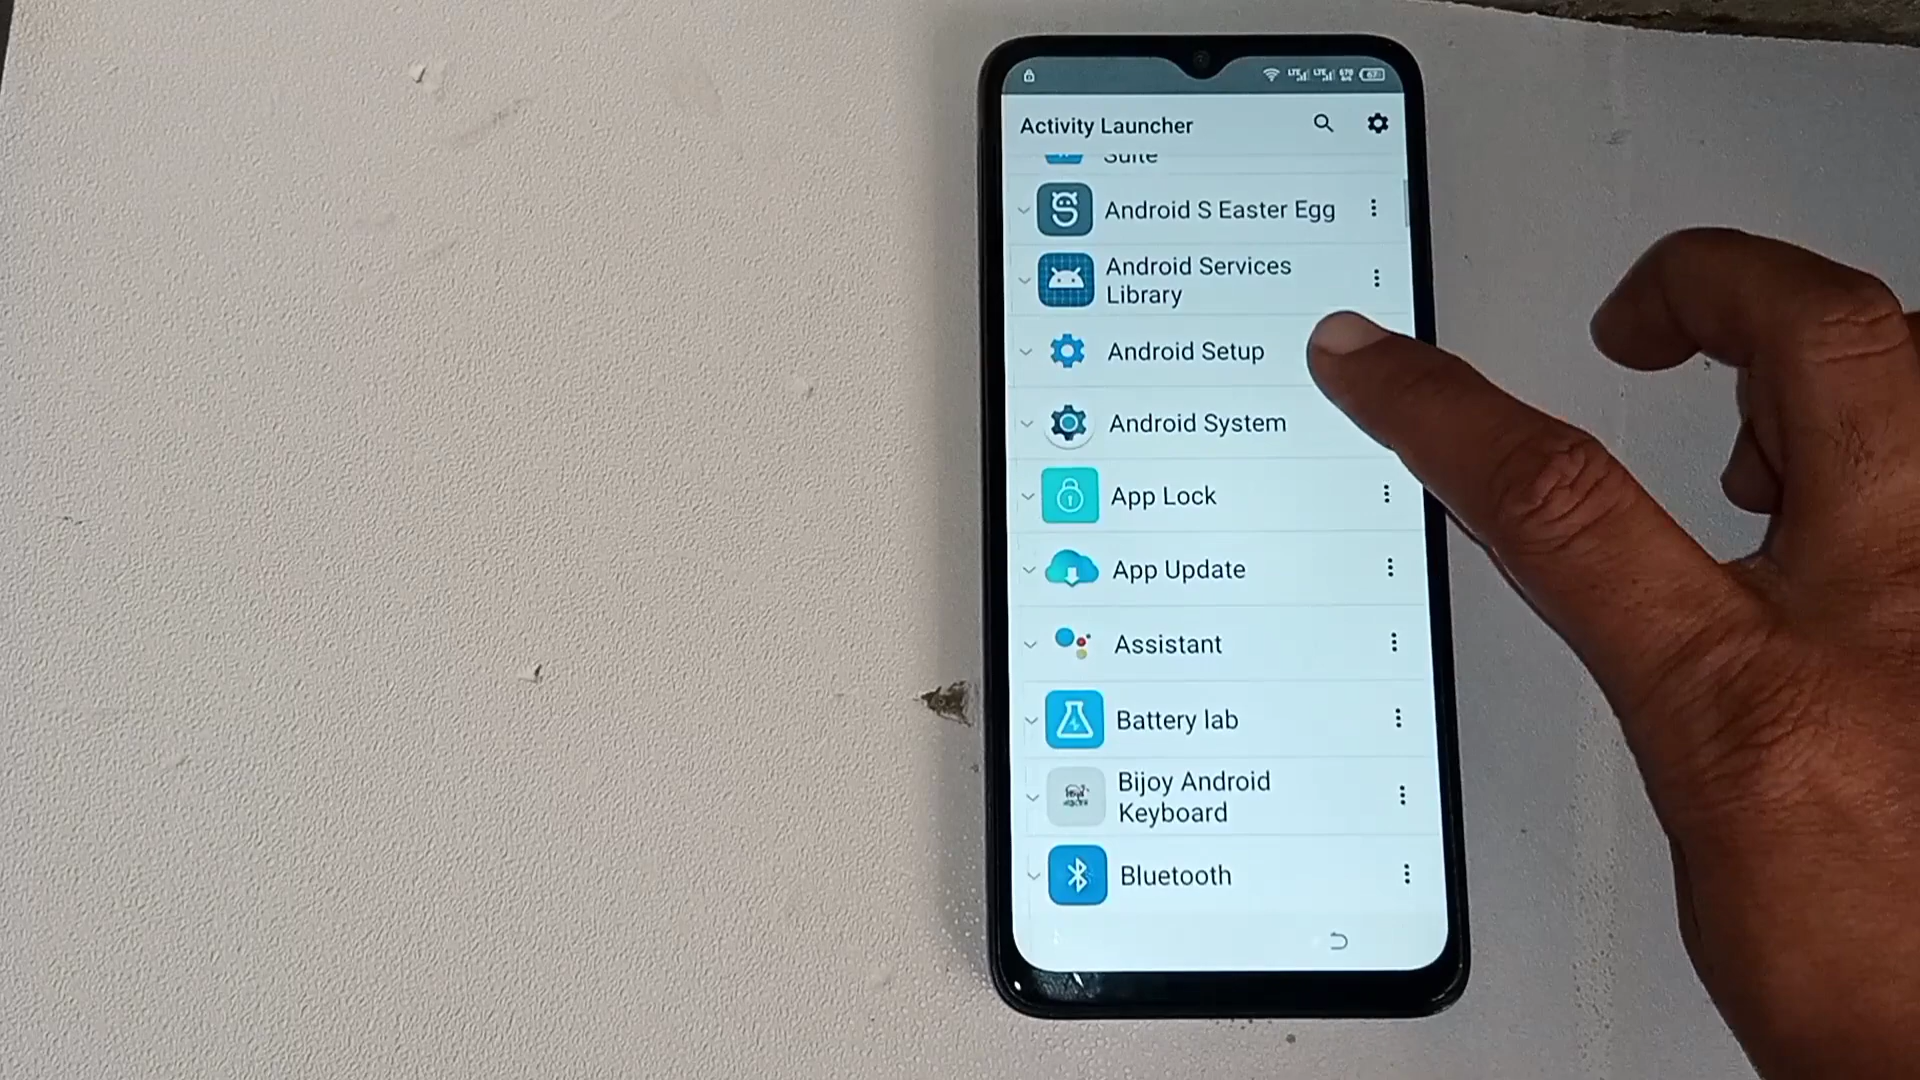 Activity Launcher
Suite
Android S Easter Egg
Android Services
Library
Android Setup
Android System
App Lock
App Update
Assistant
Battery lab
Bijoy Android
Keyboard
Bluetooth